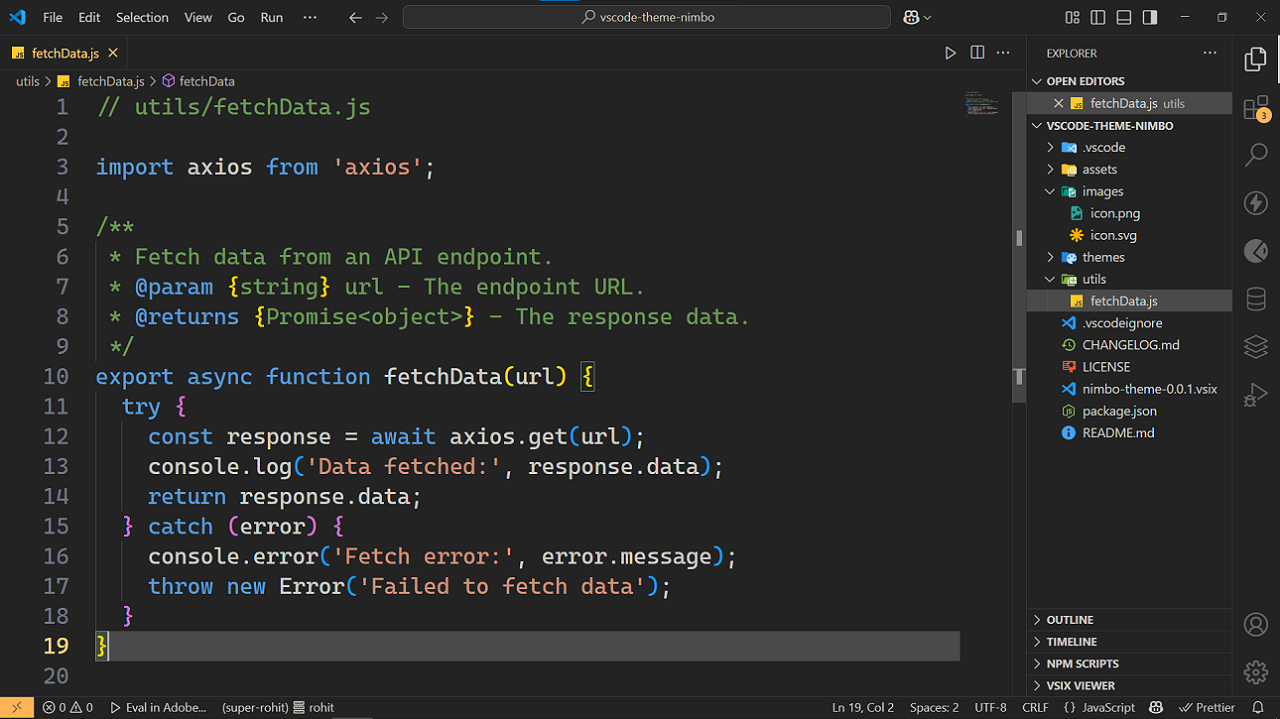 File Edit Selection View Go Run ··· vscode-theme-nimbo
fetchData.js
utils > fetchData.js > fetchData
1 // utils/fetchData.js
2
3 import axios from 'axios';
4
5 /**
6 * Fetch data from an API endpoint.
7 * @param {string} url - The endpoint URL.
8 * @returns {Promise<object>} - The response data.
9 */
10 export async function fetchData(url) {
11 try {
12 const response = await axios.get(url);
13 console.log('Data fetched:', response.data);
14 return response.data;
15 } catch (error) {
16 console.error('Fetch error:', error.message);
17 throw new Error('Failed to fetch data');
18 }
19 }
20
EXPLORER
OPEN EDITORS
fetchData.js utils
VSCODE-THEME-NIMBO
.vscode
assets
images
icon.png
icon.svg
themes
utils
fetchData.js
.vscodeignore
CHANGELOG.md
LICENSE
nimbo-theme-0.0.1.vsix
package.json
README.md
OUTLINE
TIMELINE
NPM SCRIPTS
VSIX VIEWER
3
0 0 Eval in Adobe... (super-rohit) rohit Ln 19, Col 2 Spaces: 2 UTF-8 CRLF {} JavaScript Prettier